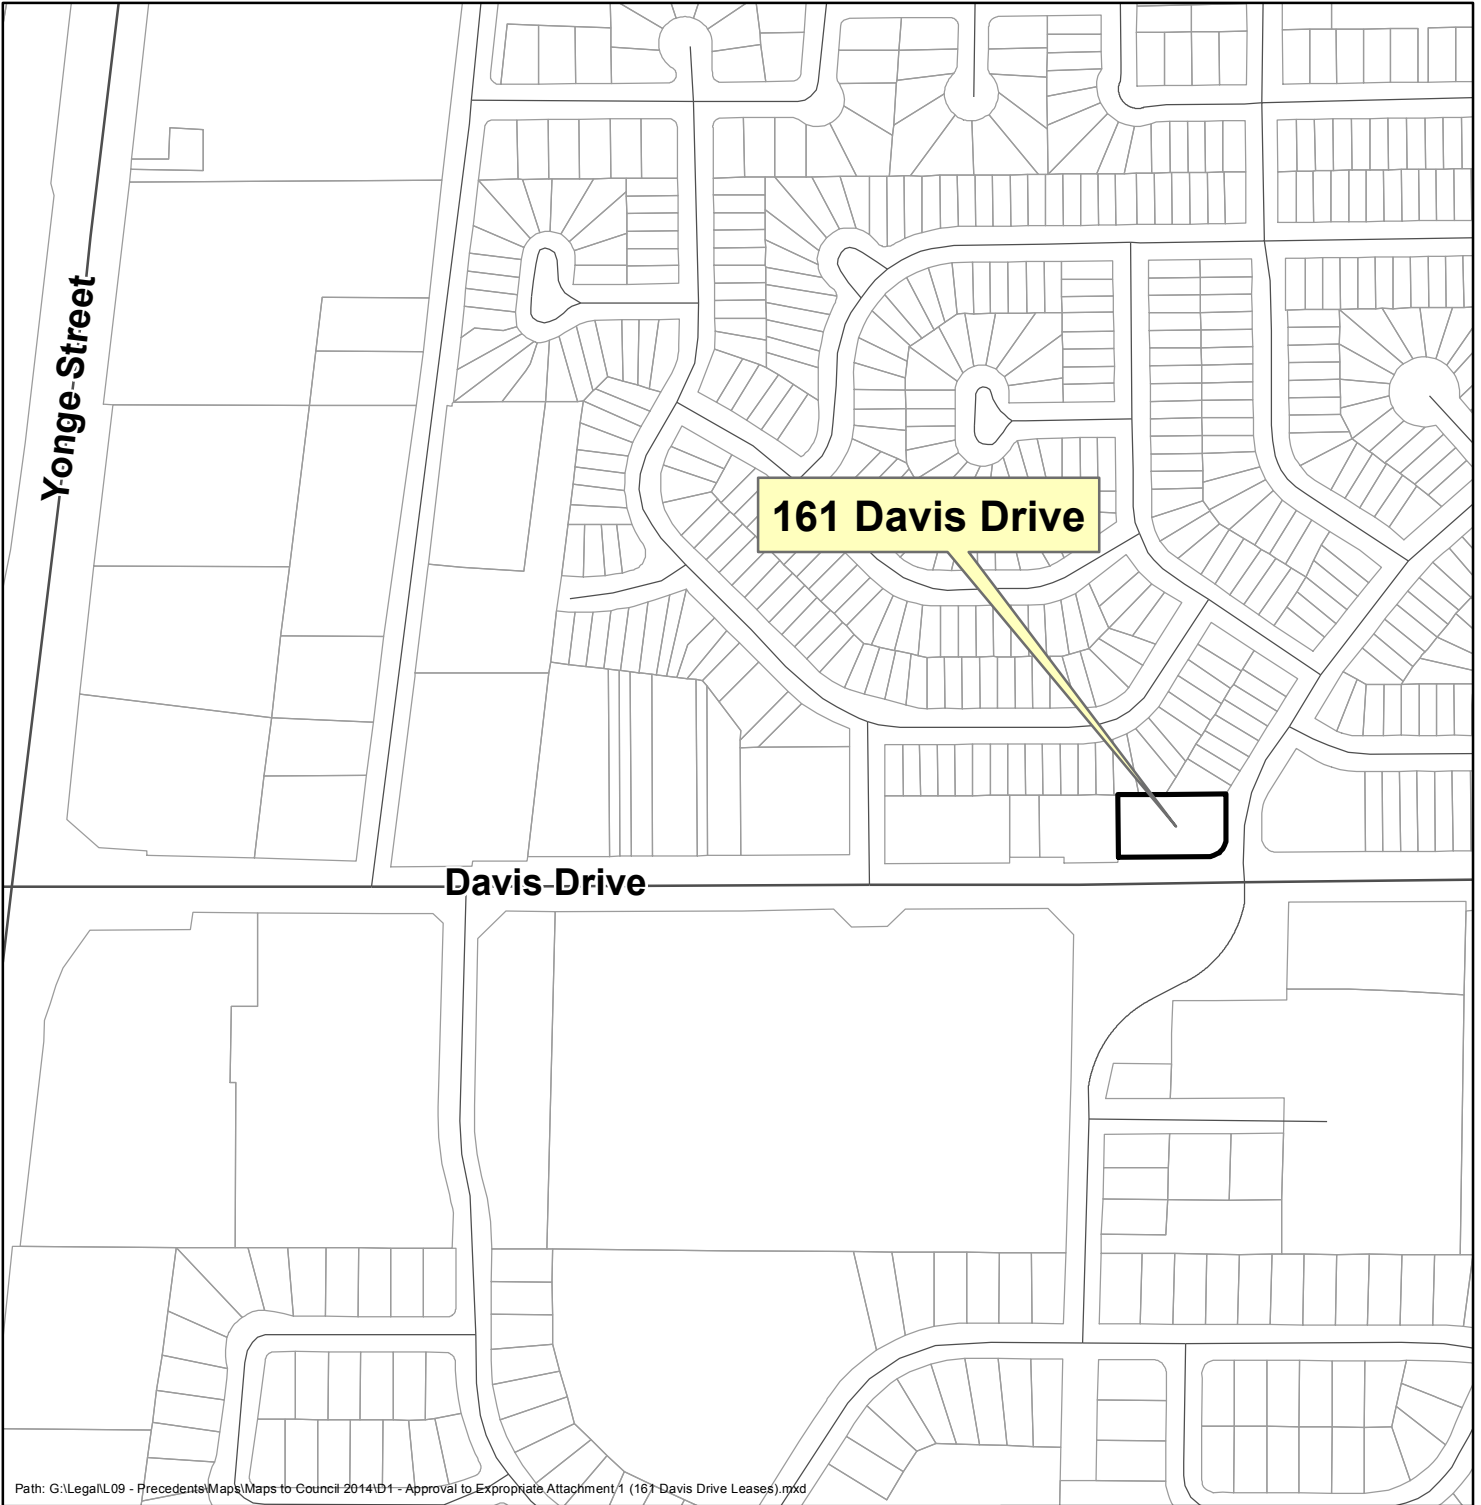 Yonge Street
161 Davis Drive
Davis Drive
Path: G:\Legal\L09 - Precedents\Maps\Maps to Council 2014\D1 - Approval to Expropriate Attachment 1 (161 Davis Drive Leases).mxd